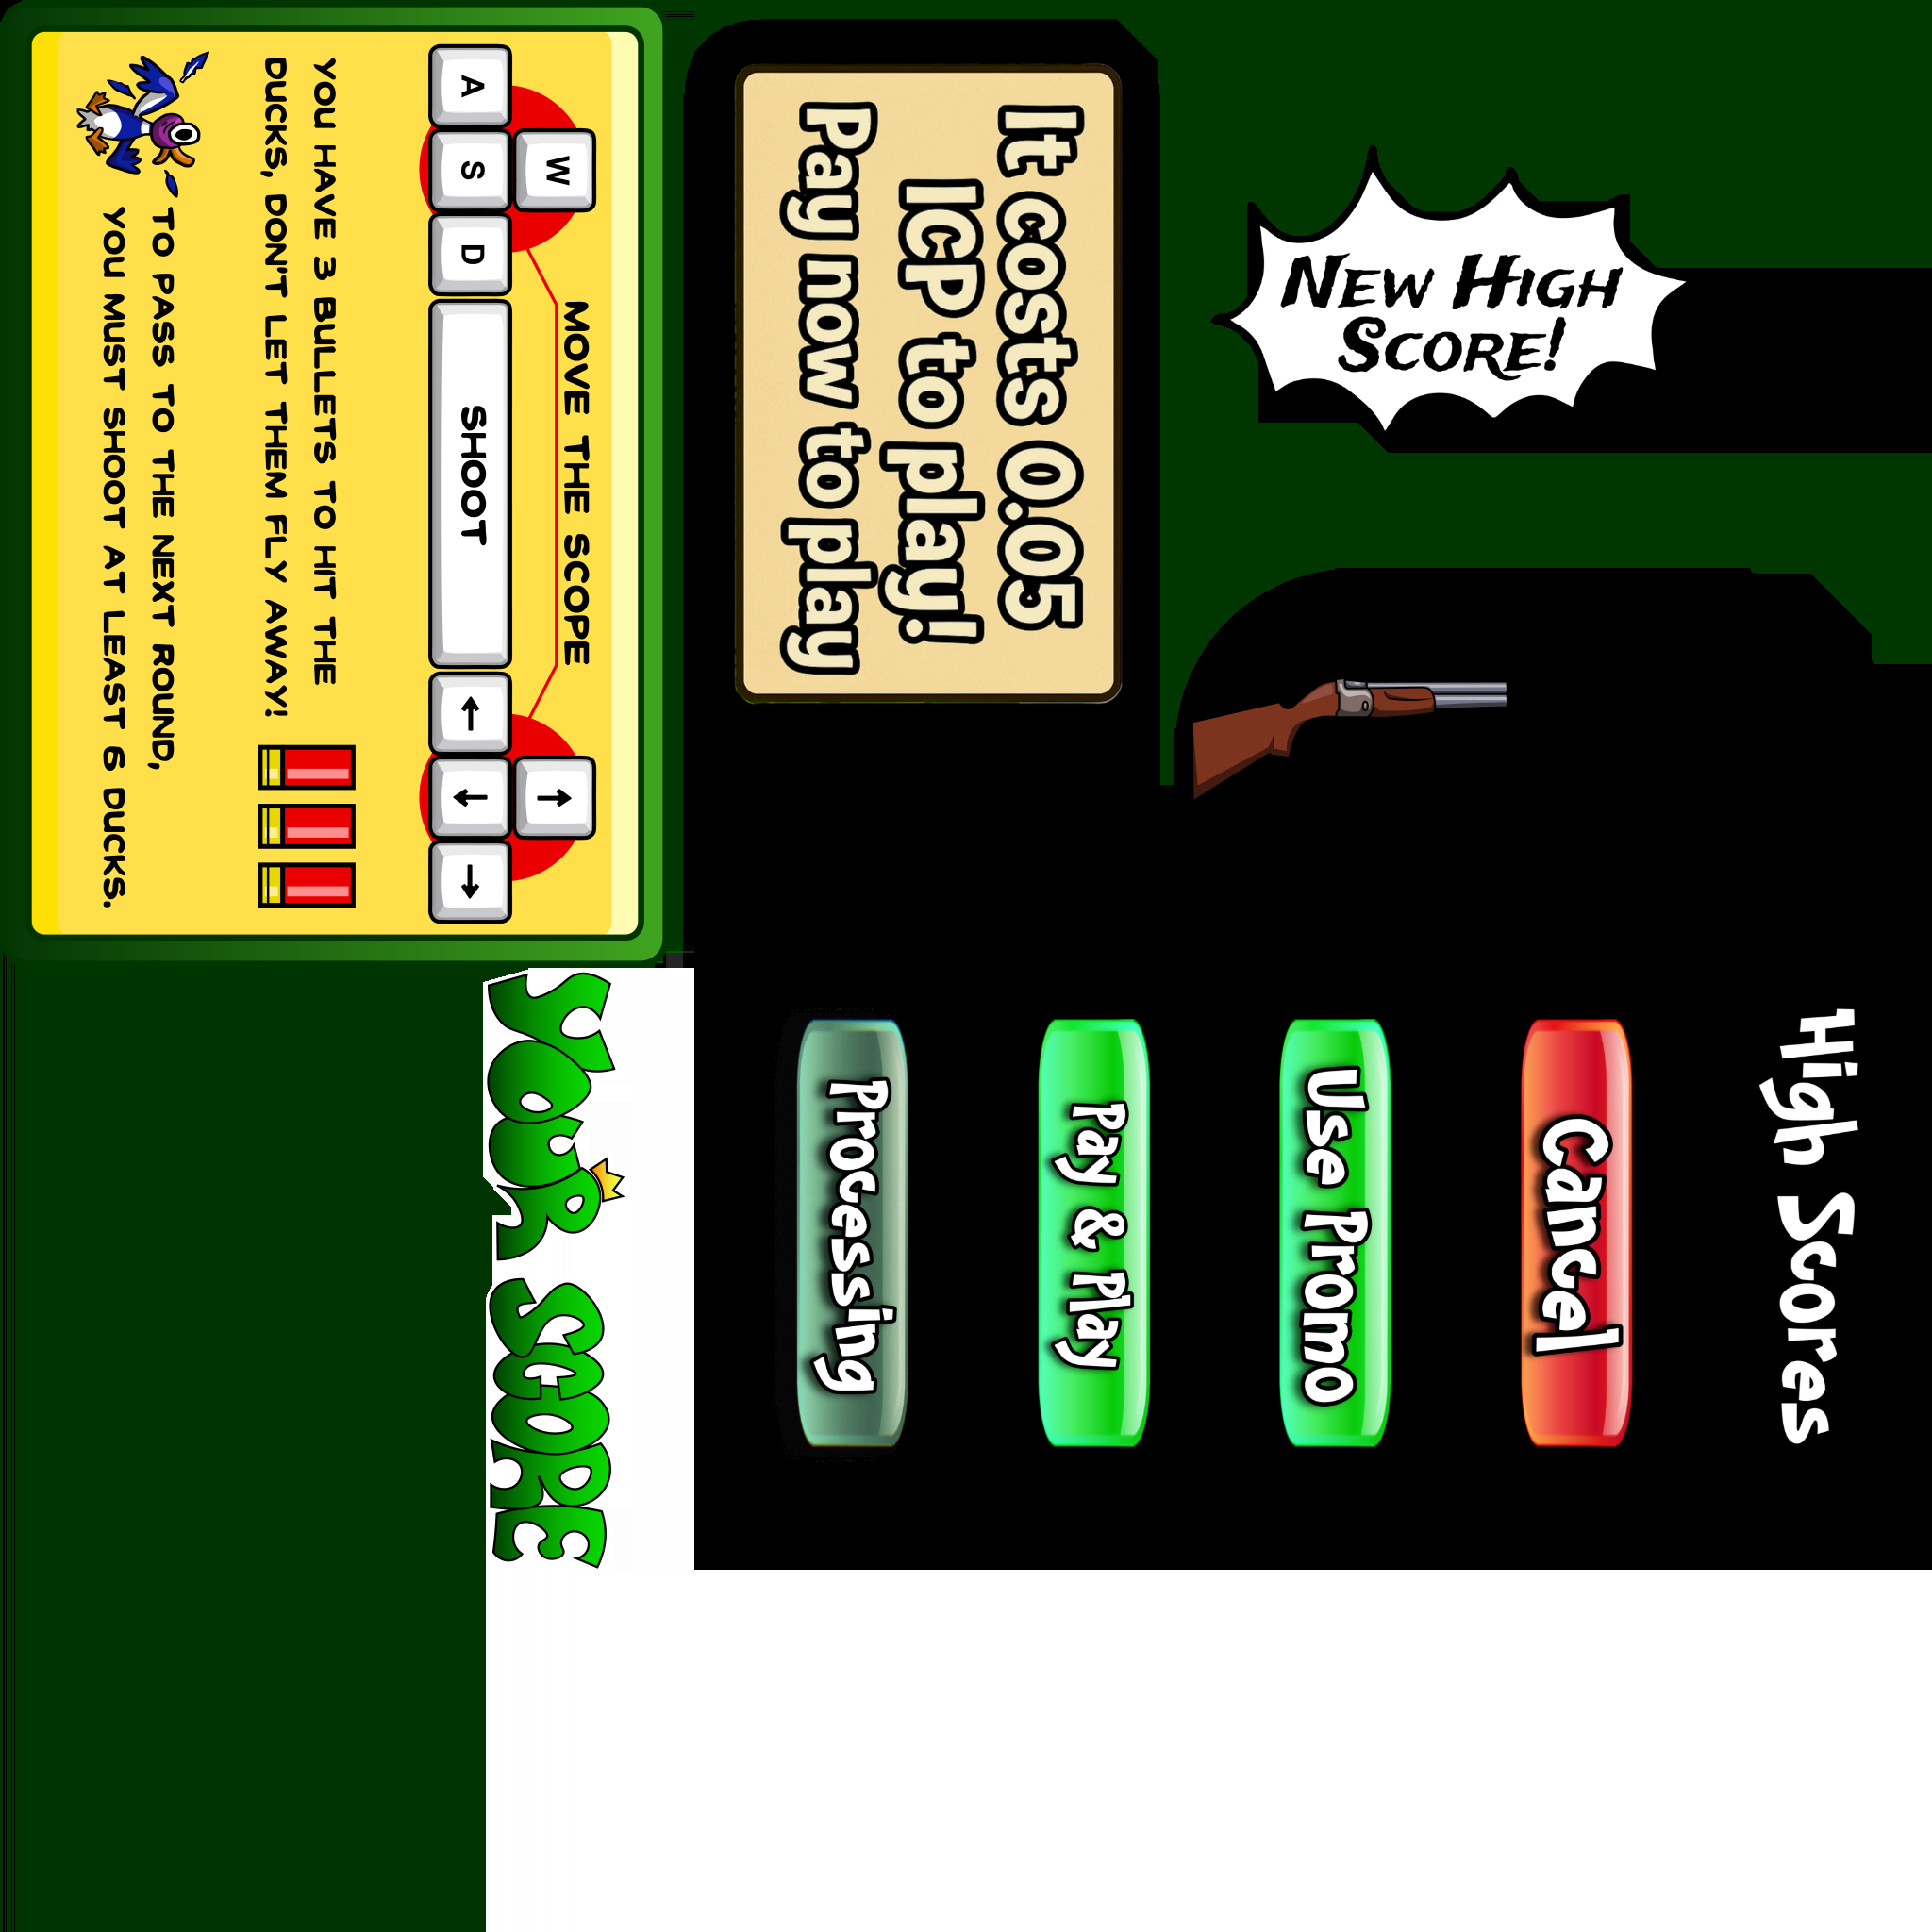 A
W
S
D
SHOOT
MOVE THE SCOPE
↑
←
↓
→
YOU HAVE 3 BULLETS TO HIT THE
DUCKS, DON'T LET THEM FLY AWAY!
TO PASS TO THE NEXT ROUND,
YOU MUST SHOOT AT LEAST 6 DUCKS.
It costs 0.05
ICP to play!
Pay now to play
NEW HIGH
SCORE!
YOUR SCORE
Processing
Pay & Play
Use Promo
Cancel
High Scores